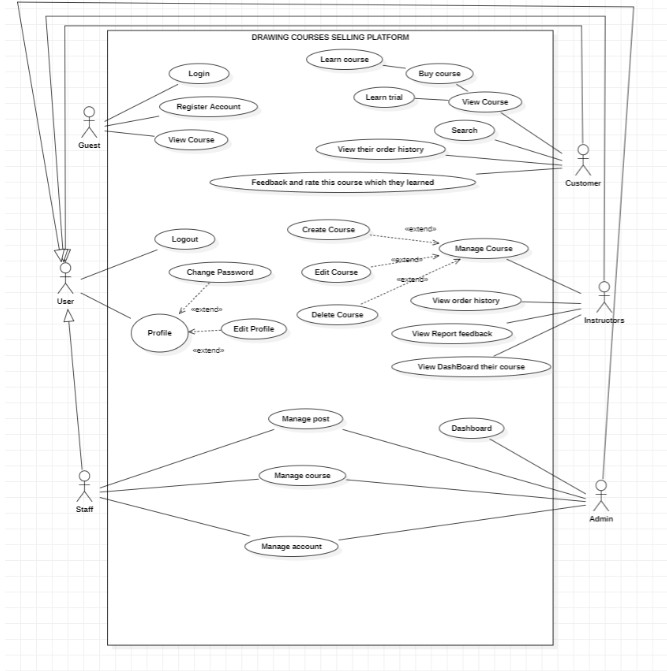 DRAWING COURSES SELLING PLATFORM
Learn course
Login
Buy course
Learn trial
View Course
Register Account
Search
Guest
View Course
View their order history
Customer
Feedback and rate this course which they learned
Create Course
«extend»
Logout
Manage Course
Change Password
Edit Course
«extend»
«extend»
User
View order history
«extend»
Delete Course
Instructors
Profile
Edit Profile
View Report feedback
«extend»
View DashBoard their course
Manage post
Dashboard
Manage course
Staff
Admin
Manage account